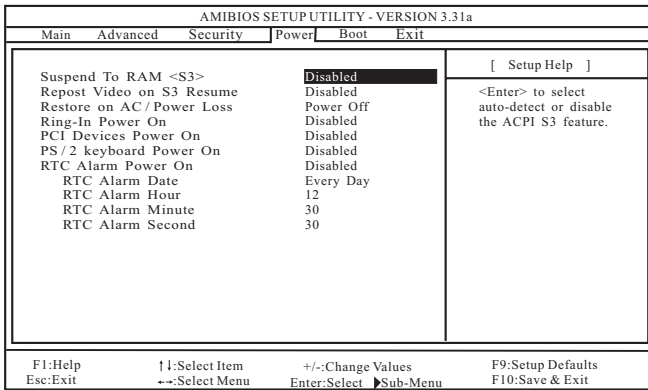 AMIBIOS SETUP UTILITY - VERSION 3.31a
Main Advanced Security Power Boot Exit
Suspend To RAM <S3> Disabled
Repost Video on S3 Resume Disabled
Restore on AC / Power Loss Power Off
Ring-In Power On Disabled
PCI Devices Power On Disabled
PS / 2 keyboard Power On Disabled
RTC Alarm Power On Disabled
RTC Alarm Date Every Day
RTC Alarm Hour 12
RTC Alarm Minute 30
RTC Alarm Second 30
[ Setup Help ]
<Enter> to select
auto-detect or disable
the ACPI S3 feature.
F1:Help ↑↓:Select Item +/-:Change Values F9:Setup Defaults
Esc:Exit ←→:Select Menu Enter:Select ▶Sub-Menu F10:Save & Exit